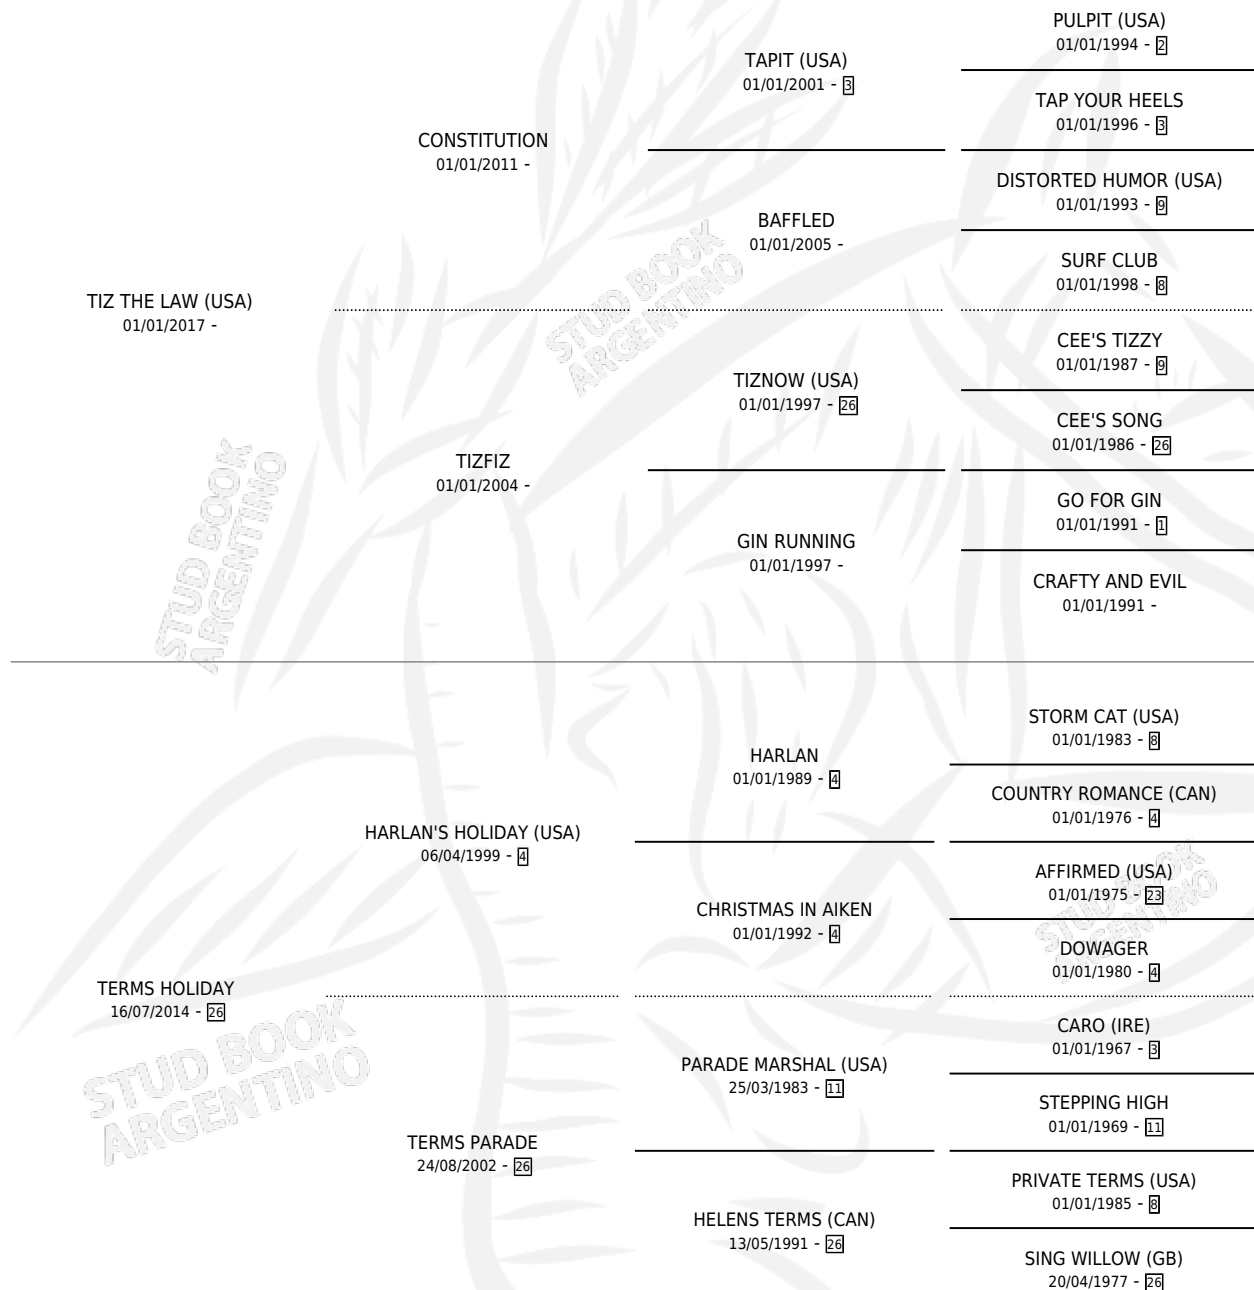 PULPIT (USA)
01/01/1994 - 2
TAPIT (USA)
01/01/2001 - 3
TAP YOUR HEELS
01/01/1996 - 3
CONSTITUTION
01/01/2011 -
DISTORTED HUMOR (USA)
01/01/1993 - 9
BAFFLED
01/01/2005 -
SURF CLUB
01/01/1998 - 8
TIZ THE LAW (USA)
01/01/2017 -
CEE'S TIZZY
01/01/1987 - 9
TIZNOW (USA)
01/01/1997 - 26
CEE'S SONG
01/01/1986 - 26
TIZFIZ
01/01/2004 -
GO FOR GIN
01/01/1991 - 1
GIN RUNNING
01/01/1997 -
CRAFTY AND EVIL
01/01/1991 -
STUD BOOK
ARGENTINO
STUD BOOK
ARGENTINO
STORM CAT (USA)
01/01/1983 - 8
HARLAN
01/01/1989 - 4
COUNTRY ROMANCE (CAN)
01/01/1976 - 4
HARLAN'S HOLIDAY (USA)
06/04/1999 - 4
AFFIRMED (USA)
01/01/1975 - 23
CHRISTMAS IN AIKEN
01/01/1992 - 4
DOWAGER
01/01/1980 - 4
STUD BOOK
ARGENTINO
TERMS HOLIDAY
16/07/2014 - 26
CARO (IRE)
01/01/1967 - 3
PARADE MARSHAL (USA)
25/03/1983 - 11
STEPPING HIGH
01/01/1969 - 11
TERMS PARADE
24/08/2002 - 26
PRIVATE TERMS (USA)
01/01/1985 - 8
HELENS TERMS (CAN)
13/05/1991 - 26
SING WILLOW (GB)
20/04/1977 - 26
STUD BOOK
ARGENTINO